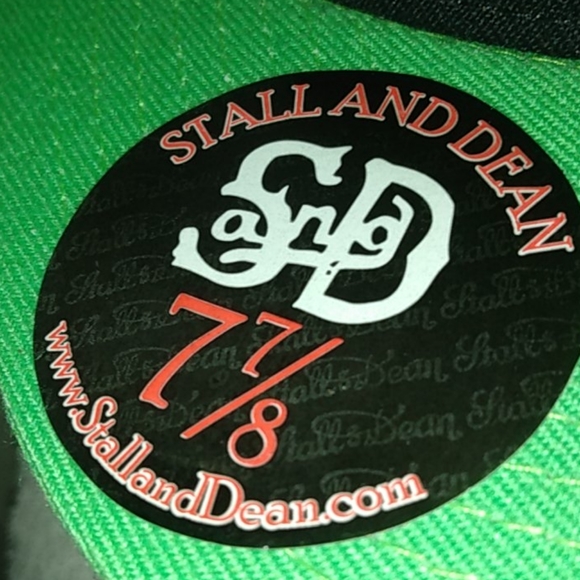 STALL AND DEAN
S and D
7 7/8
www.StallandDean.com